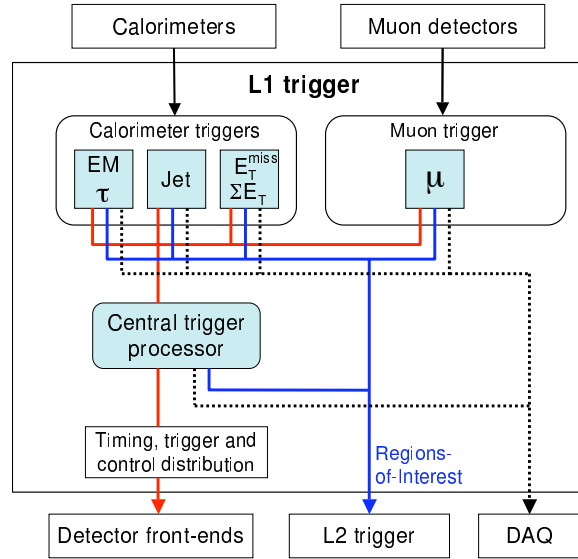 Calorimeters
Muon detectors
L1 trigger
Calorimeter triggers
Muon trigger
EM
τ
Jet
E_T^miss
ΣE_T
μ
Central trigger
processor
Timing, trigger and
control distribution
Regions-
of-Interest
Detector front-ends
L2 trigger
DAQ